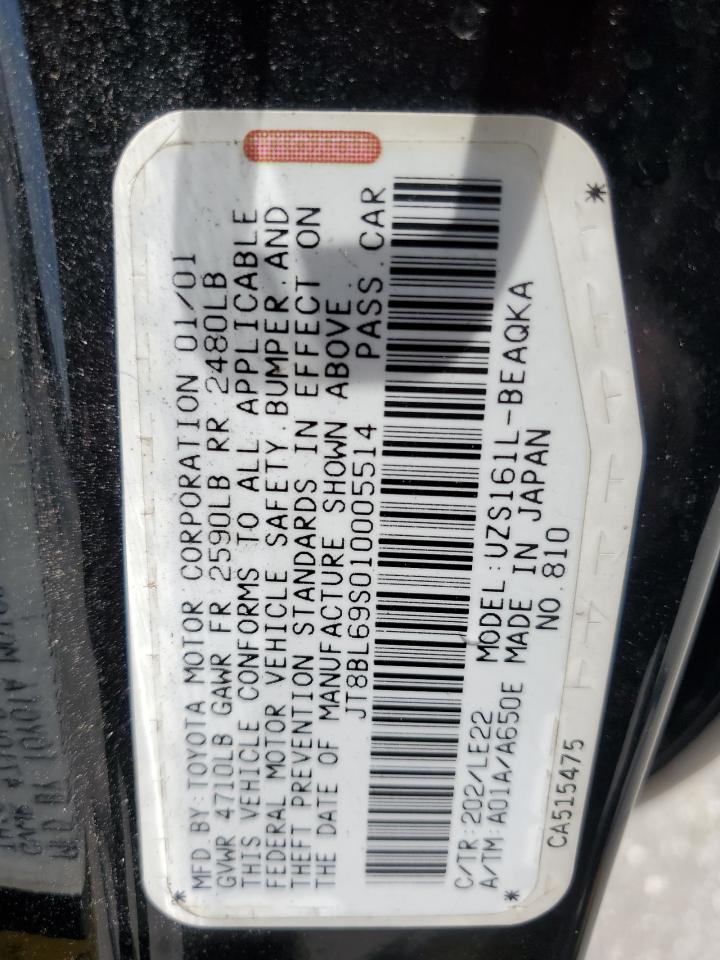 MFD BY:TOYOTA MOTOR CORPORATION 01/01
GVWR 4710LB GAWR FR 2590LB RR 2480LB
THIS VEHICLE CONFORMS TO ALL APPLICABLE
FEDERAL MOTOR VEHICLE SAFETY.BUMPER,AND
THEFT PREVENTION STANDARDS IN EFFECT ON
THE DATE OF MANUFACTURE SHOWN ABOVE.
JT8BL69S010005514 PASS.CAR
C/TR:202/LE22 MODEL:UZS161L-BEAQKA
A/TM:A01A/A650E MADE IN JAPAN
NO.810
CA515475